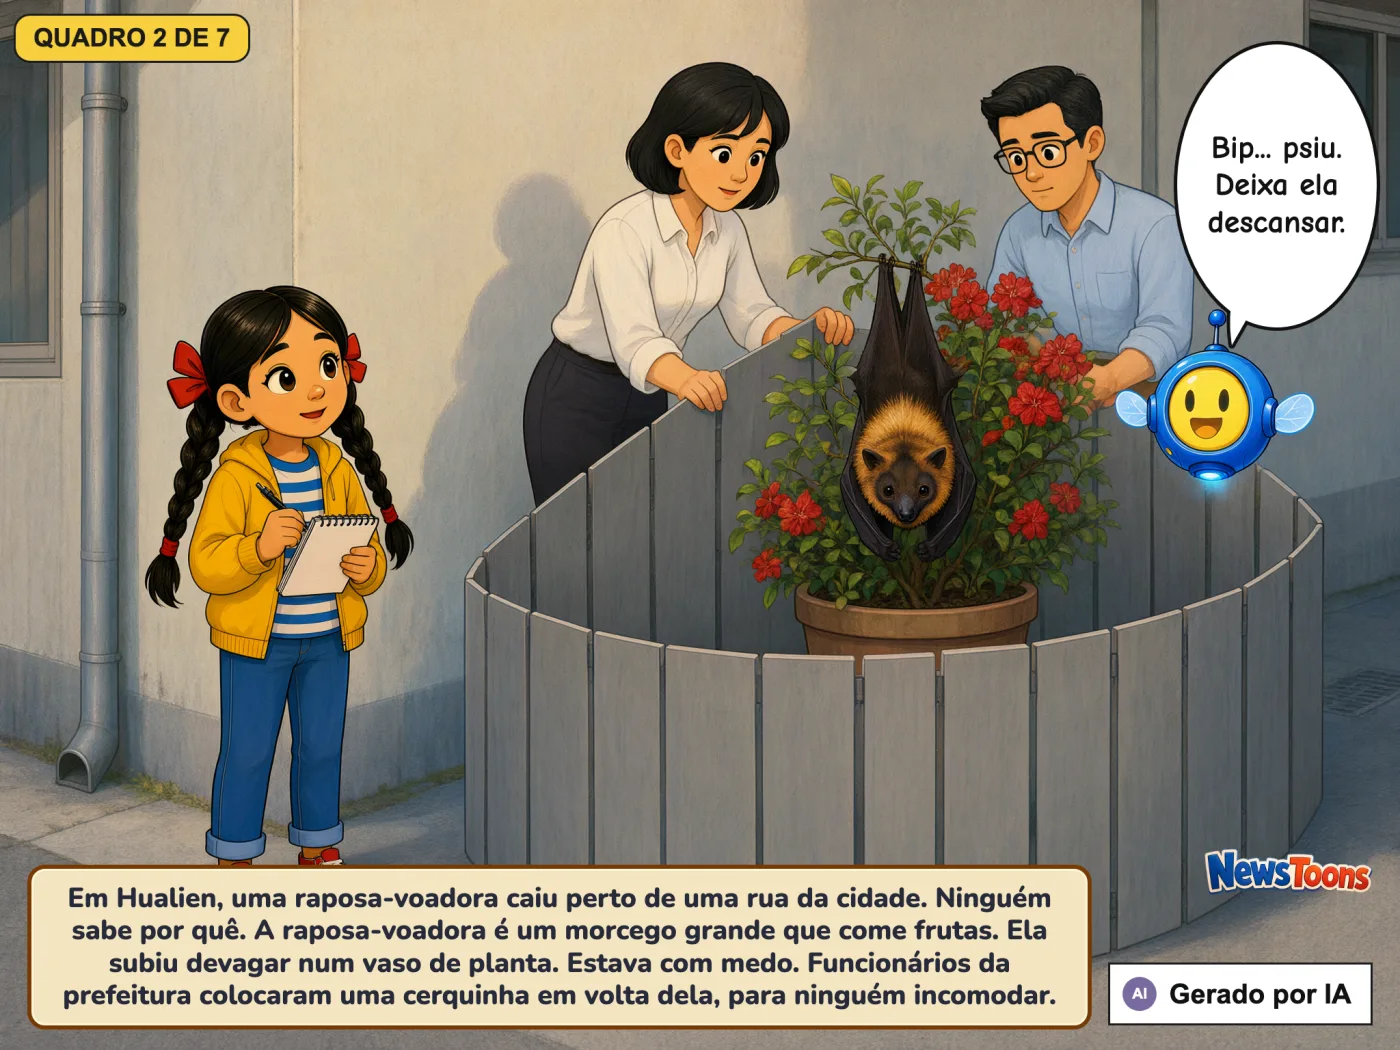 QUADRO 2 DE 7
Bip... psiu.
Deixa ela
descansar.
Em Hualien, uma raposa-voadora caiu perto de uma rua da cidade. Ninguém
sabe por quê. A raposa-voadora é um morcego grande que come frutas. Ela
subiu devagar num vaso de planta. Estava com medo. Funcionários da
prefeitura colocaram uma cerquinha em volta dela, para ninguém incomodar.
NewsToons
AI Gerado por IA